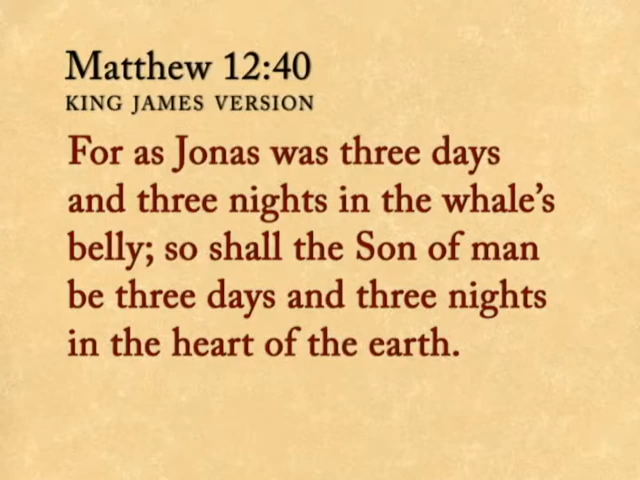 Matthew 12:40
KING JAMES VERSION
For as Jonas was three days
and three nights in the whale’s
belly; so shall the Son of man
be three days and three nights
in the heart of the earth.